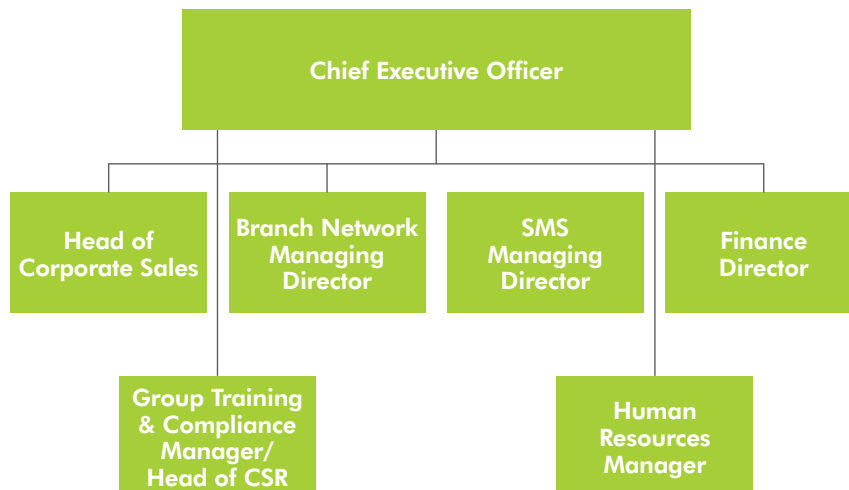 Chief Executive Officer
Head of
Corporate Sales
Branch Network
Managing
Director
SMS
Managing
Director
Finance
Director
Group Training
& Compliance
Manager/
Head of CSR
Human
Resources
Manager